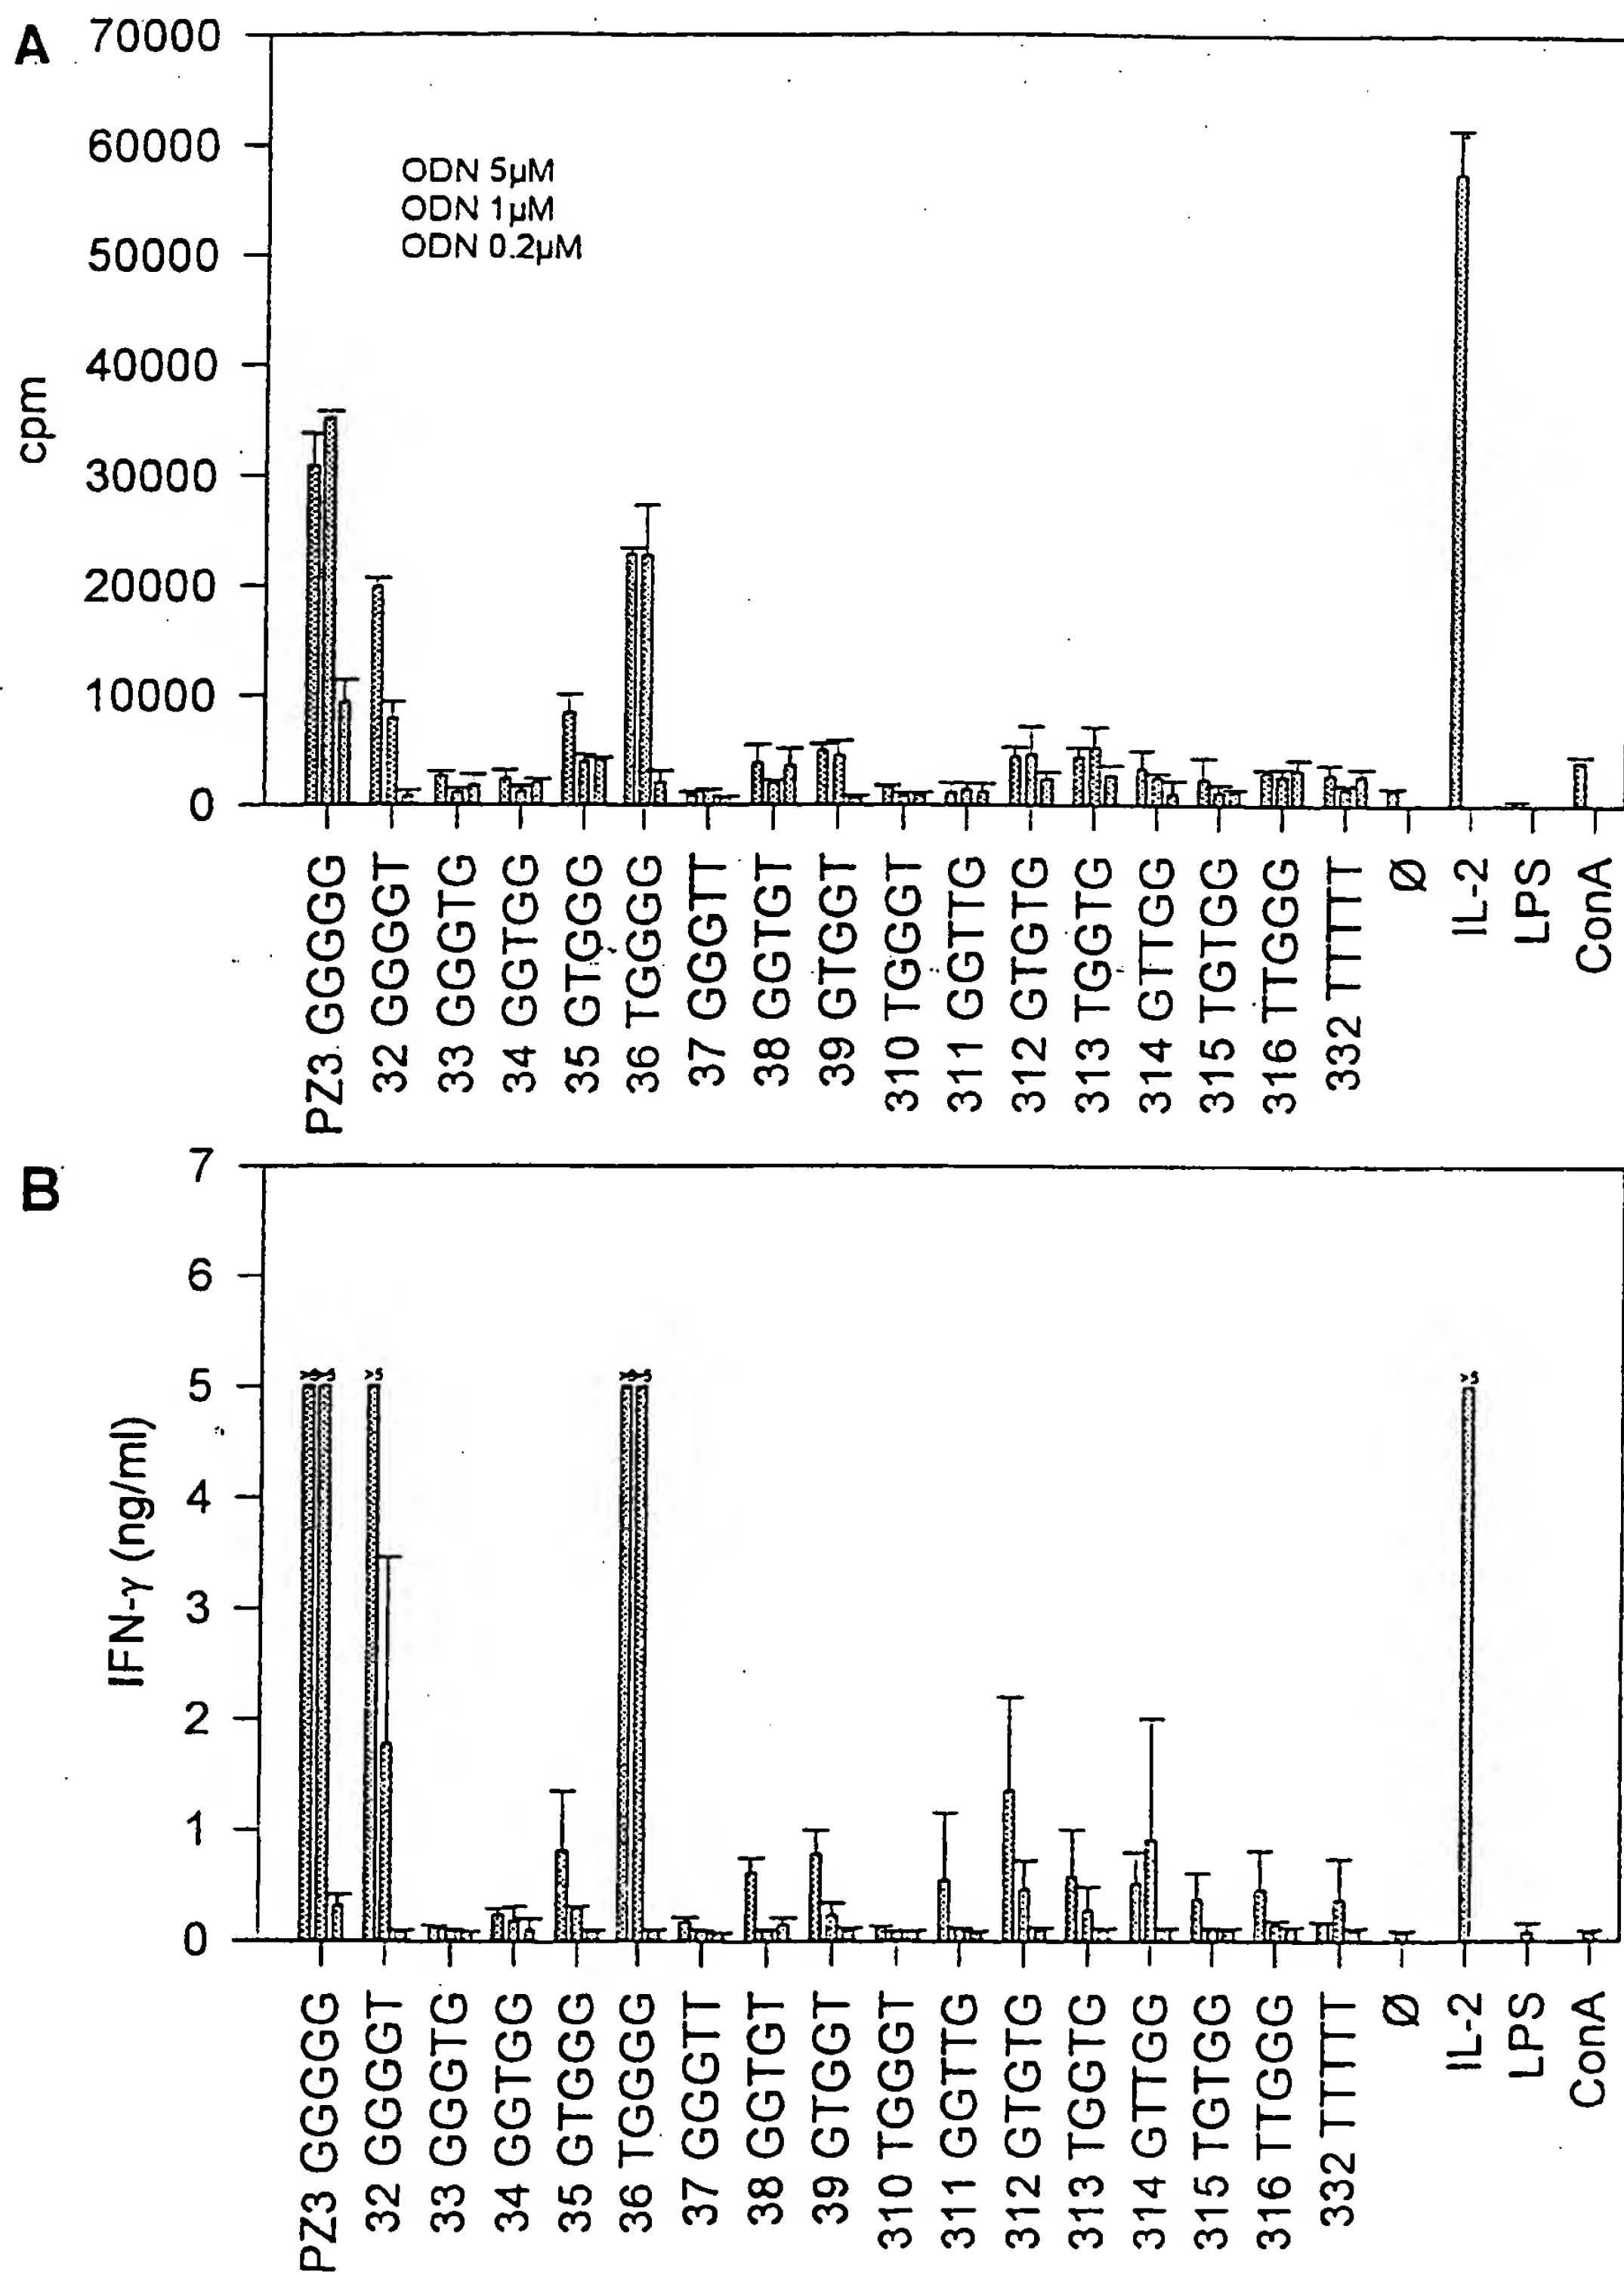 A
70000
60000
50000
40000
30000
20000
10000
0
cpm
ODN 5µM
ODN 1µM
ODN 0.2µM
PZ3 GGGGG
32 GGGGT
33 GGGTG
34 GGTGG
35 GTGGG
36 TGGGG
37 GGGTT
38 GGTGT
39 GTGGT
310 TGGGT
311 GGTTG
312 GTGTG
313 TGGTG
314 GTTGG
315 TGTGG
316 TTGGG
332 TTTTT
Ø
IL-2
LPS
ConA
B
7
6
5
4
3
2
1
0
IFN-γ (ng/ml)
>5
>5
>5
PZ3 GGGGG
32 GGGGT
33 GGGTG
34 GGTGG
35 GTGGG
36 TGGGG
37 GGGTT
38 GGTGT
39 GTGGT
310 TGGGT
311 GGTTG
312 GTGTG
313 TGGTG
314 GTTGG
315 TGTGG
316 TTGGG
332 TTTTT
Ø
IL-2
LPS
ConA